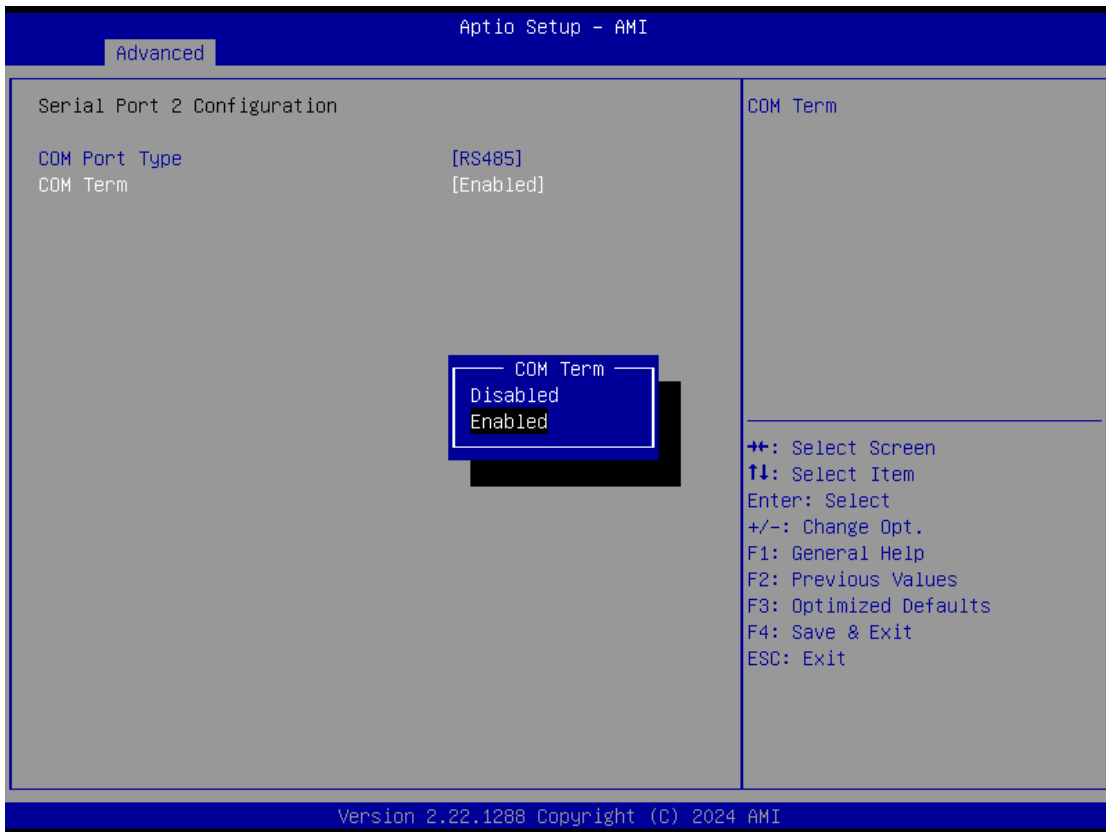 Aptio Setup – AMI
Advanced
Serial Port 2 Configuration
COM Port Type [RS485]
COM Term [Enabled]
COM Term
Disabled
Enabled
COM Term
→←: Select Screen
↑↓: Select Item
Enter: Select
+/-: Change Opt.
F1: General Help
F2: Previous Values
F3: Optimized Defaults
F4: Save & Exit
ESC: Exit
Version 2.22.1288 Copyright (C) 2024 AMI